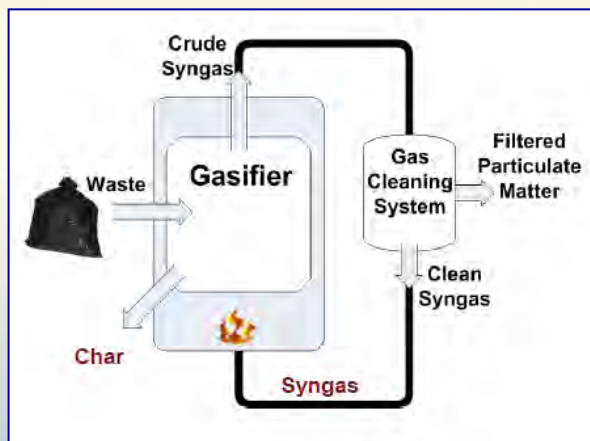 Crude
Syngas
Waste
Gasifier
Gas
Cleaning
System
Filtered
Particulate
Matter
Clean
Syngas
Char
Syngas